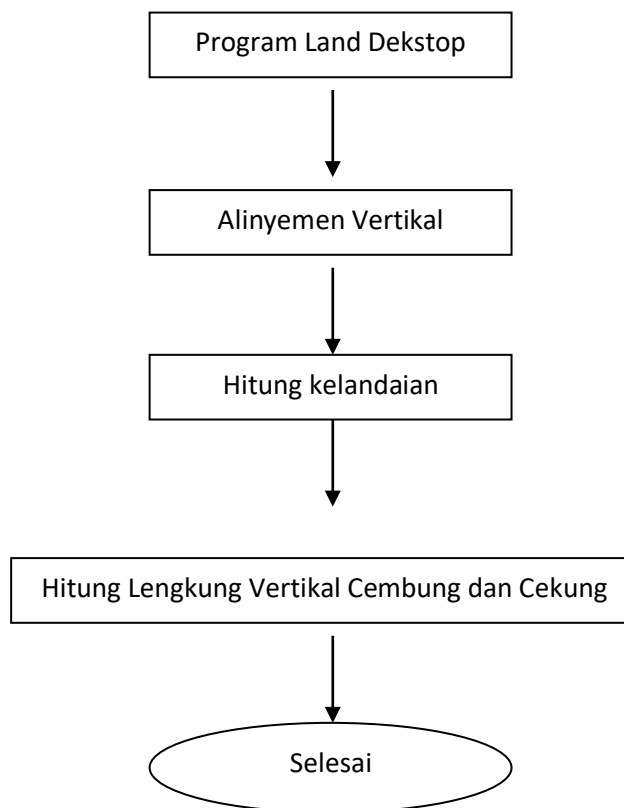 Program Land Dekstop
Alinyemen Vertikal
Hitung kelandaian
Hitung Lengkung Vertikal Cembung dan Cekung
Selesai